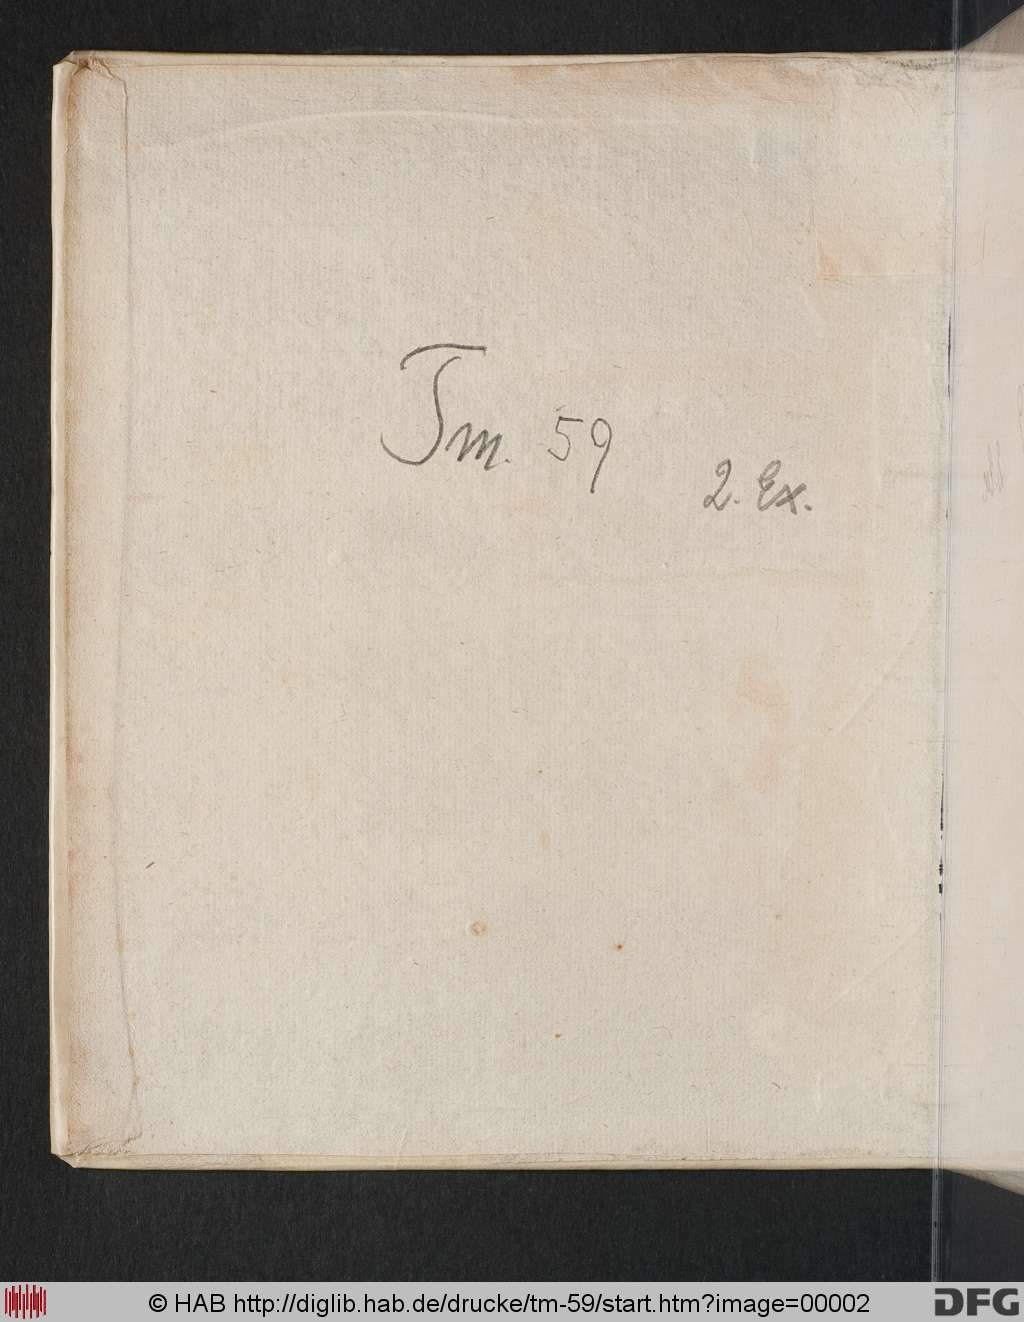 Tm. 59
2. Ex.
© HAB http://diglib.hab.de/drucke/tm-59/start.htm?image=00002
DFG